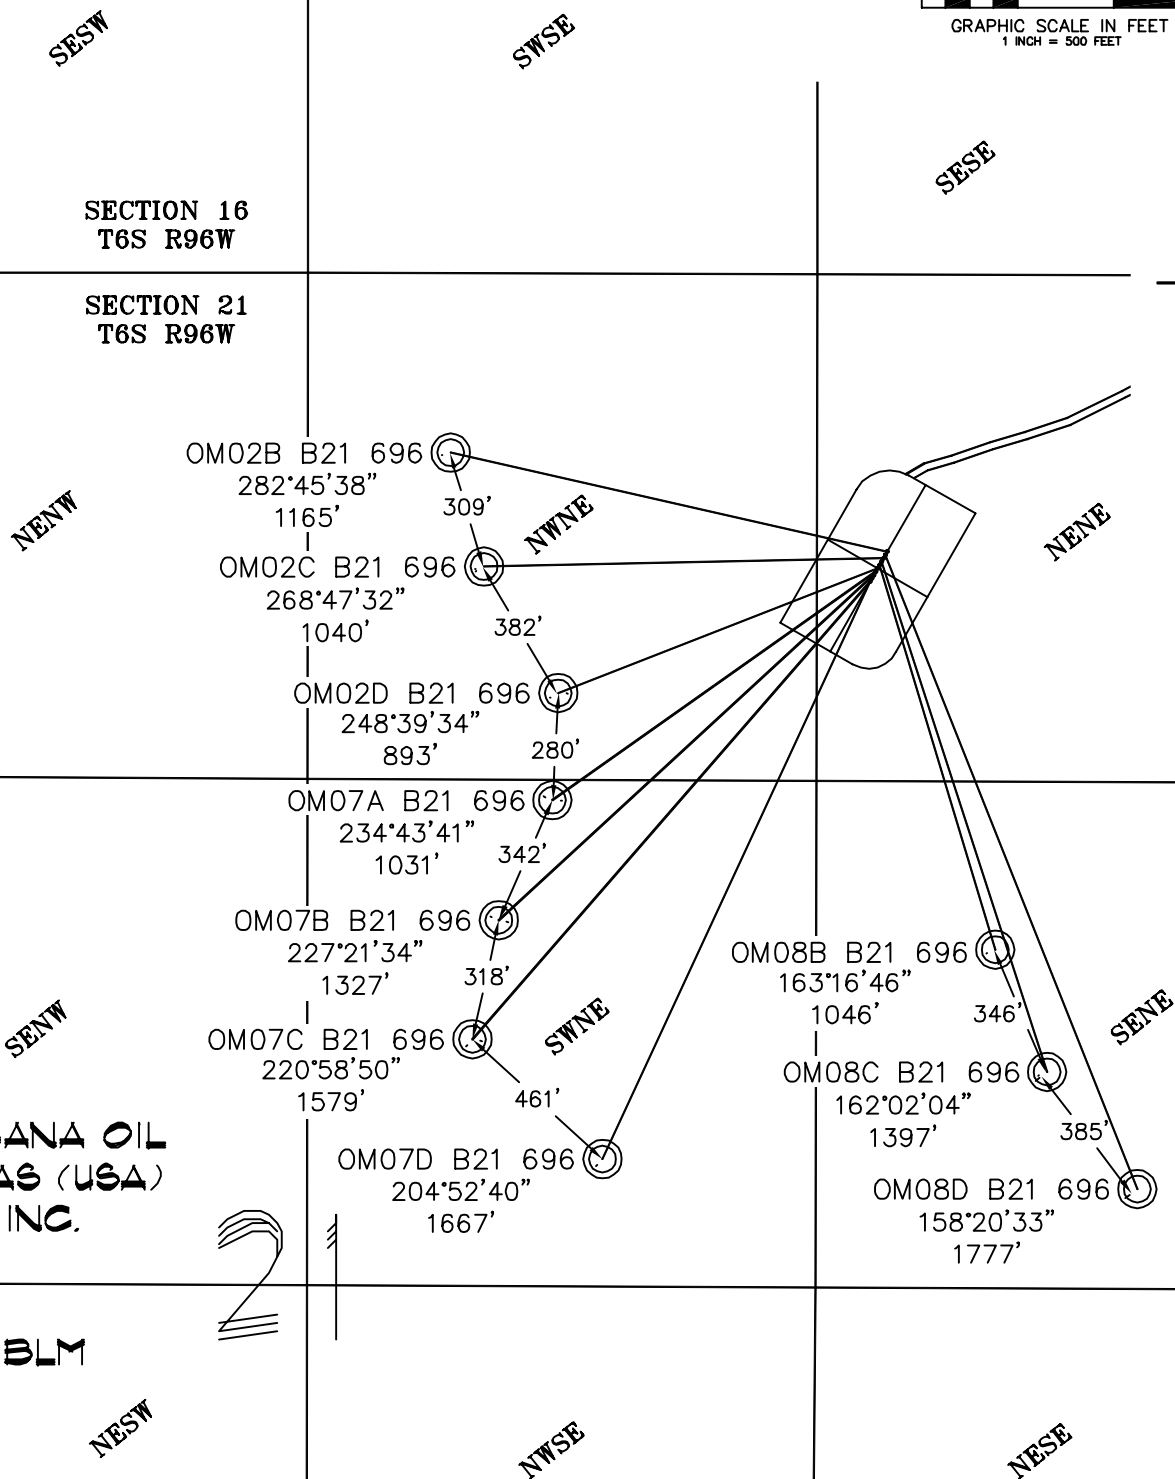 GRAPHIC SCALE IN FEET
1 INCH = 500 FEET
SESW
SWSE
SESE
SECTION 16
T6S R96W
SECTION 21
T6S R96W
NENW
NWNE
NENE
OM02B B21 696
282°45'38"
1165'
309'
OM02C B21 696
268°47'32"
1040'
382'
OM02D B21 696
248°39'34"
893'
280'
OM07A B21 696
234°43'41"
1031'
342'
OM07B B21 696
227°21'34"
1327'
318'
SENW
SWNE
SENE
OM07C B21 696
220°58'50"
1579'
461'
OM07D B21 696
204°52'40"
1667'
OM08B B21 696
163°16'46"
1046'
346'
OM08C B21 696
162°02'04"
1397'
385'
OM08D B21 696
158°20'33"
1777'
ANA OIL
AS (USA)
INC.
21
BLM
NESW
NWSE
NESE